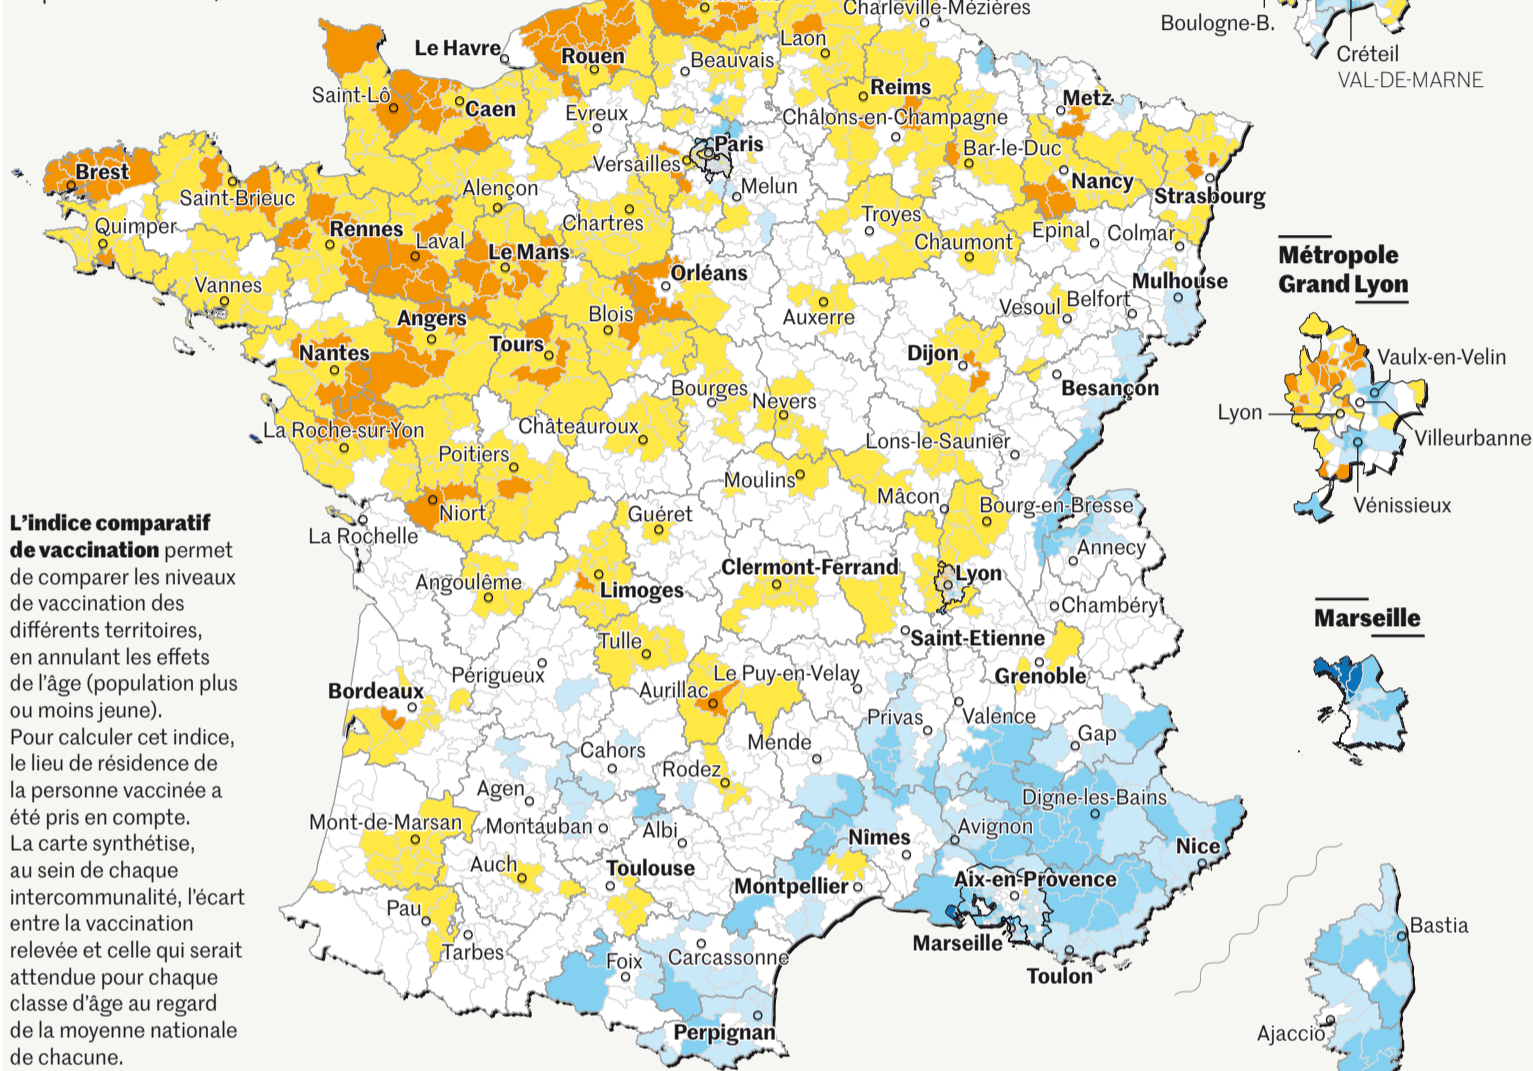 Charleville-Mézières
Boulogne-B.
Créteil
VAL-DE-MARNE
Le Havre
Rouen
Beauvais
Laon
Saint-Lô
Caen
Evreux
Reims
Châlons-en-Champagne
Metz
Paris
Versailles
Bar-le-Duc
Brest
Saint-Brieuc
Alençon
Melun
Nancy
Strasbourg
Quimper
Rennes
Laval
Chartres
Troyes
Epinal
Colmar
Le Mans
Chaumont
Orléans
Mulhouse
Vannes
Angers
Blois
Auxerre
Vesoul
Belfort
Nantes
Tours
Dijon
Besançon
Bourges
Nevers
La Roche-sur-Yon
Châteauroux
Poitiers
Lons-le-Saunier
Moulins
Mâcon
Niort
Guéret
Bourg-en-Bresse
La Rochelle
Annecy
Angoulême
Limoges
Clermont-Ferrand
Lyon
Chambéry
Tulle
Saint-Etienne
Périgueux
Le Puy-en-Velay
Grenoble
Bordeaux
Aurillac
Privas
Valence
Cahors
Mende
Gap
Rodez
Agen
Digne-les-Bains
Mont-de-Marsan
Montauban
Albi
Nîmes
Avignon
Nice
Auch
Toulouse
Montpellier
Aix-en-Provence
Pau
Tarbes
Foix
Carcassonne
Marseille
Toulon
Perpignan
Métropole
Grand Lyon
Vaulx-en-Velin
Lyon
Villeurbanne
Vénissieux
Marseille
Bastia
Ajaccio
L'indice comparatif
de vaccination permet
de comparer les niveaux
de vaccination des
différents territoires,
en annulant les effets
de l'âge (population plus
ou moins jeune).
Pour calculer cet indice,
le lieu de résidence de
la personne vaccinée a
été pris en compte.
La carte synthétise,
au sein de chaque
intercommunalité, l'écart
entre la vaccination
relevée et celle qui serait
attendue pour chaque
classe d'âge au regard
de la moyenne nationale
de chacune.